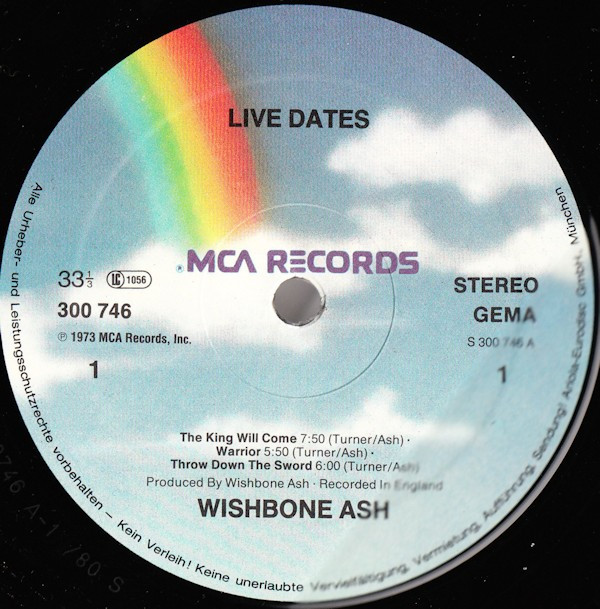 LIVE DATES
MCA RECORDS
33 1/3 LC 1056
300 746
℗ 1973 MCA Records, Inc.
1
STEREO
GEMA
S 300 746 A
1
The King Will Come 7:50 (Turner/Ash) ·
Warrior 5:50 (Turner/Ash) ·
Throw Down The Sword 6:00 (Turner/Ash)
Produced By Wishbone Ash · Recorded In England
WISHBONE ASH
Alle Urheber- und Leistungsschutzrechte vorbehalten – Kein Verleih! Keine unerlaubte Vervielfältigung, Vermietung, Aufführung, Sendung! Ariola-Eurodisc GmbH, München